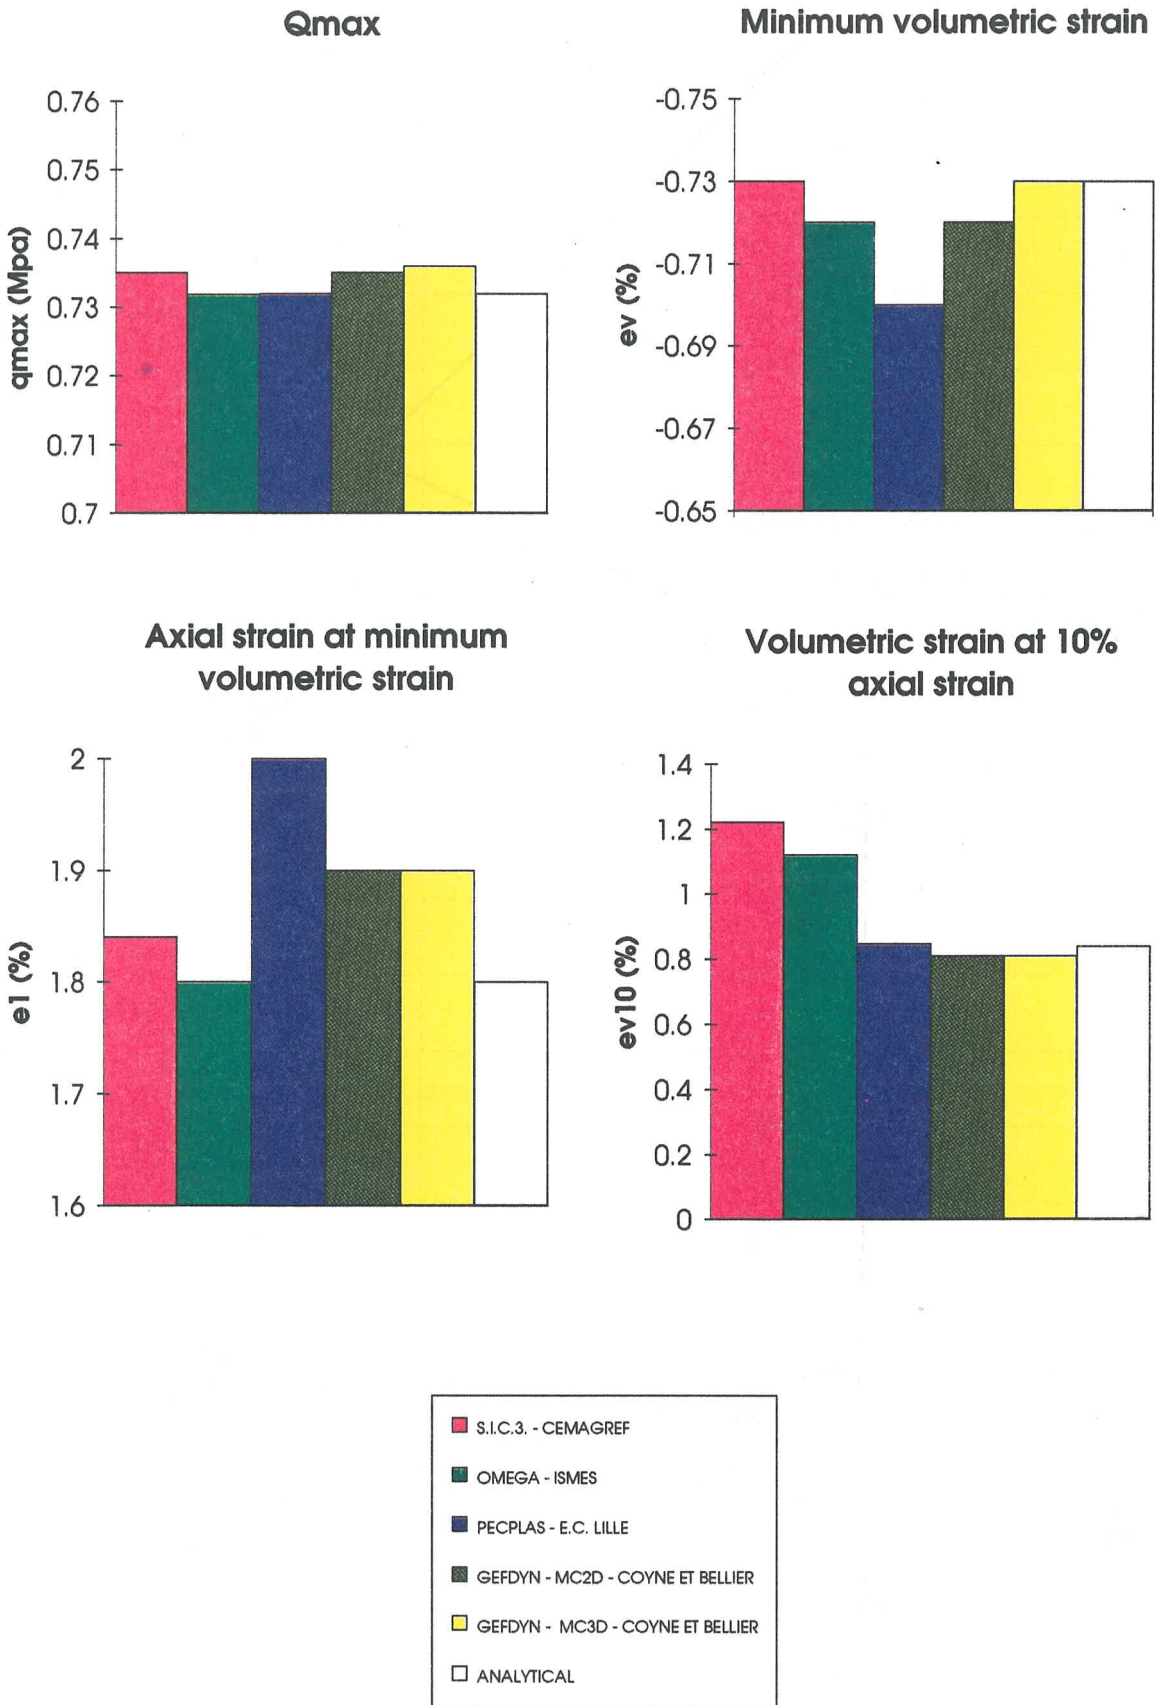 Qmax
0.76
0.75
0.74
0.73
0.72
0.71
0.7
qmax (Mpa)
Minimum volumetric strain
-0.75
-0.73
-0.71
-0.69
-0.67
-0.65
ev (%)
Axial strain at minimum
volumetric strain
2
1.9
1.8
1.7
1.6
e1 (%)
Volumetric strain at 10%
axial strain
1.4
1.2
1
0.8
0.6
0.4
0.2
0
ev10 (%)
S.I.C.3. - CEMAGREF
OMEGA - ISMES
PECPLAS - E.C. LILLE
GEFDYN - MC2D - COYNE ET BELLIER
GEFDYN - MC3D - COYNE ET BELLIER
ANALYTICAL